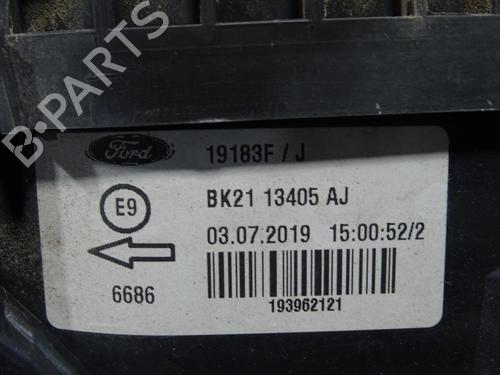 Ford
19183F / J
E9
BK21 13405 AJ
03.07.2019 15:00:52/2
6686
193962121
B-PARTS